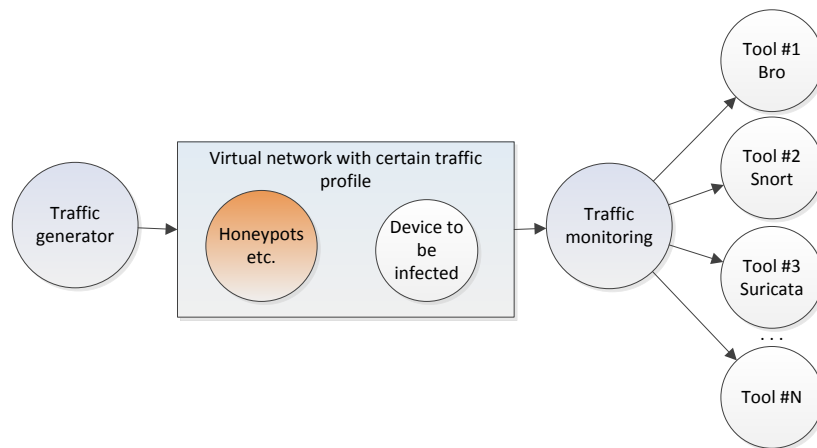 Traffic
generator
Virtual network with certain traffic
profile
Honeypots
etc.
Device to
be
infected
Traffic
monitoring
Tool #1
Bro
Tool #2
Snort
Tool #3
Suricata
...
Tool #N